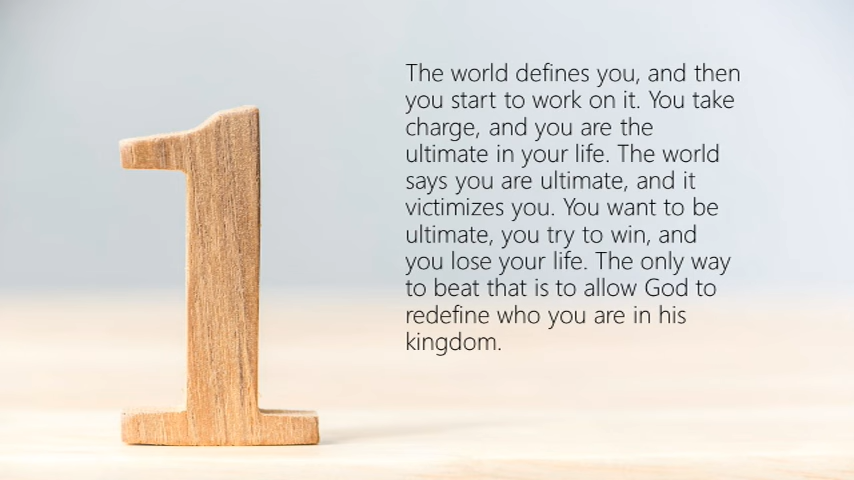 The world defines you, and then
you start to work on it. You take
charge, and you are the
ultimate in your life. The world
says you are ultimate, and it
victimizes you. You want to be
ultimate, you try to win, and
you lose your life. The only way
to beat that is to allow God to
redefine who you are in his
kingdom.